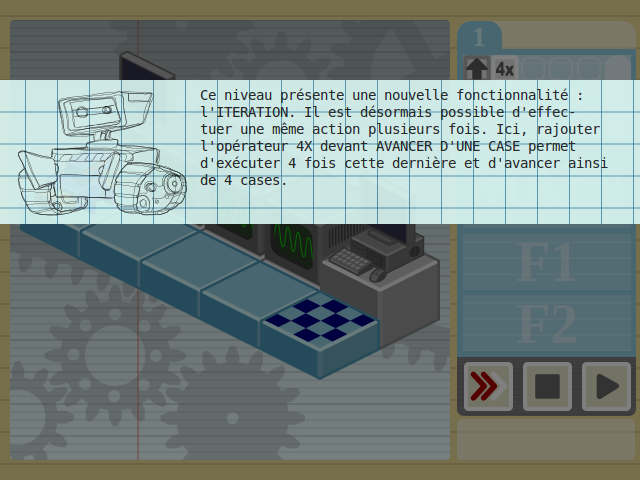 1
4x
Ce niveau présente une nouvelle fonctionnalité :
l'ITERATION. Il est désormais possible d'effec-
tuer une même action plusieurs fois. Ici, rajouter
l'opérateur 4X devant AVANCER D'UNE CASE permet
d'exécuter 4 fois cette dernière et d'avancer ainsi
de 4 cases.
F1
F2